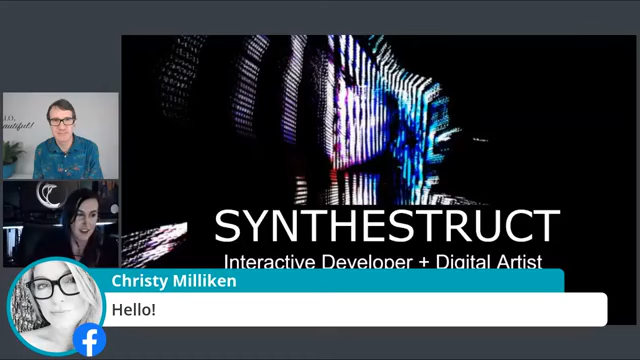 SYNTHESTRUCT
Interactive Developer + Digital Artist
Christy Milliken
Hello!